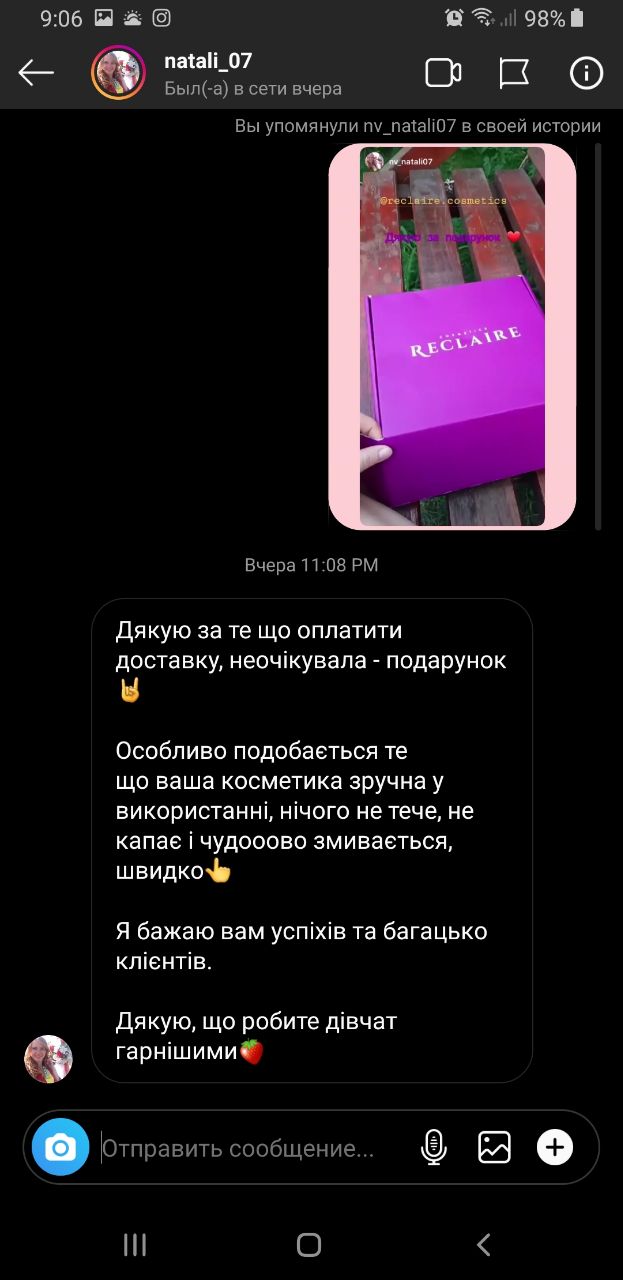 9:06
98%
natali_07
Был(-а) в сети вчера
Вы упомянули nv_natali07 в своей истории
nv_natali07
@reclaire.cosmetics
Дякую за подарунок ❤️
COSMETICS
RECLAIRE
Вчера 11:08 PM
Дякую за те що оплатити
доставку, неочікувала - подарунок
🤘
Особливо подобається те
що ваша косметика зручна у
використанні, нічого не тече, не
капає і чудооово змивається,
швидко👆
Я бажаю вам успіхів та багацько
клієнтів.
Дякую, що робите дівчат
гарнішими🍓
Отправить сообщение...